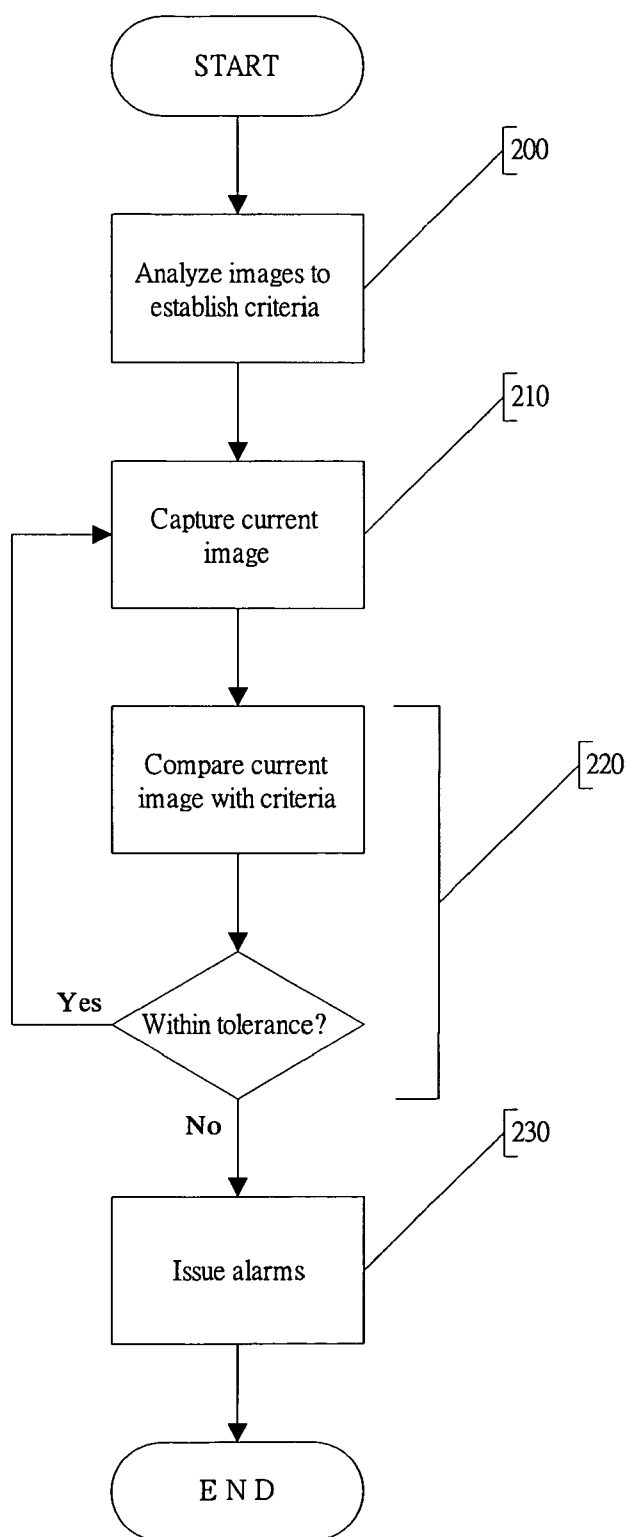 START
200
Analyze images to
establish criteria
210
Capture current
image
220
Compare current
image with criteria
Yes
Within tolerance?
No
230
Issue alarms
E N D